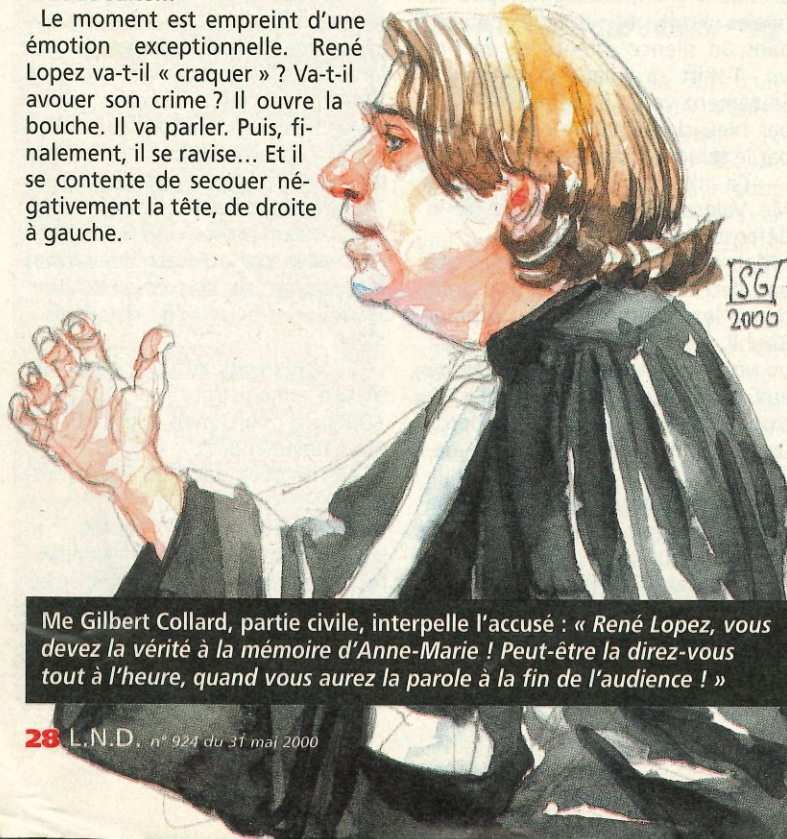 Le moment est empreint d'une
émotion exceptionnelle. René
Lopez va-t-il « craquer » ? Va-t-il
avouer son crime ? Il ouvre la
bouche. Il va parler. Puis, fi-
nalement, il se ravise... Et il
se contente de secouer né-
gativement la tête, de droite
à gauche.
SG
2000
Me Gilbert Collard, partie civile, interpelle l'accusé : « René Lopez, vous
devez la vérité à la mémoire d'Anne-Marie ! Peut-être la direz-vous
tout à l'heure, quand vous aurez la parole à la fin de l'audience ! »
28 L.N.D. n° 924 du 31 mai 2000